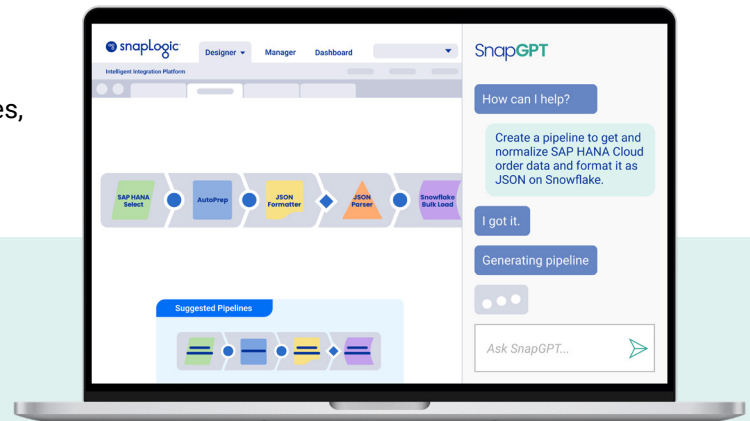 es,
snapLogic
Designer
Manager
Dashboard
Intelligent Integration Platform
SAP HANA
Select
AutoPrep
JSON
Formatter
JSON
Parser
Snowflake
Bulk Load
Suggested Pipelines
SnapGPT
How can I help?
Create a pipeline to get and
normalize SAP HANA Cloud
order data and format it as
JSON on Snowflake.
I got it.
Generating pipeline
Ask SnapGPT...